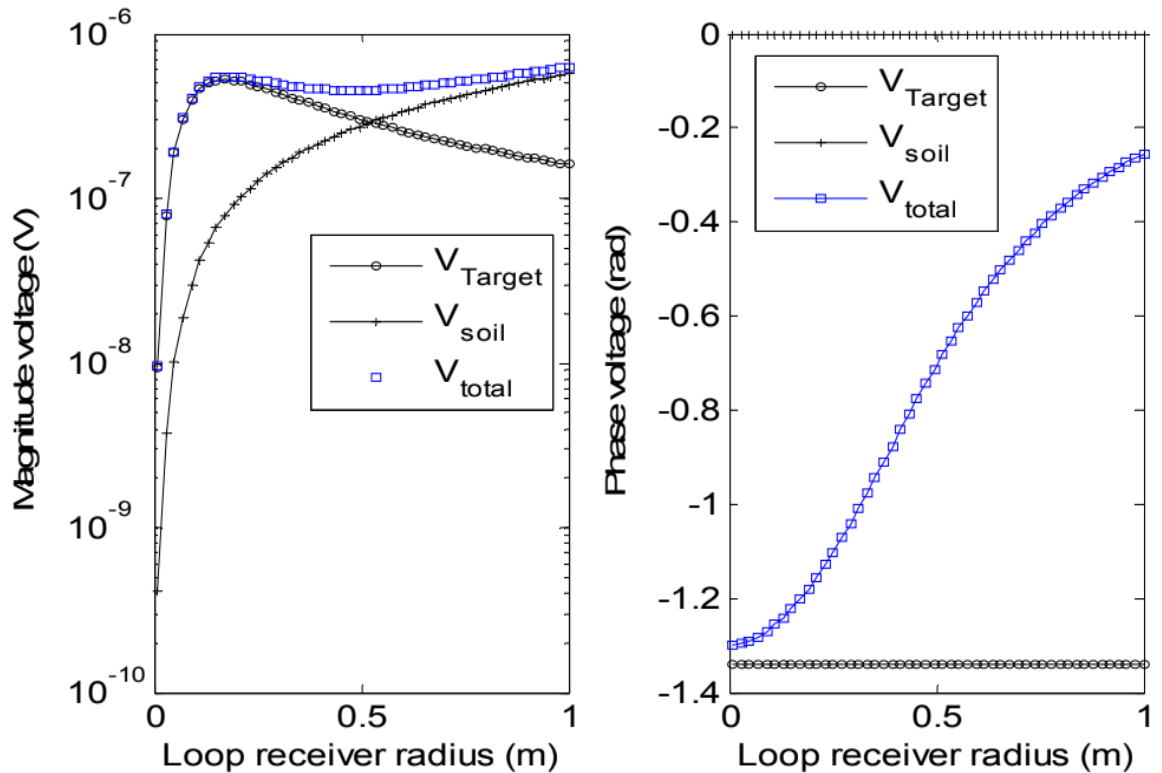 10^-6
10^-7
10^-8
10^-9
10^-10
Magnitude voltage (V)
V_Target
V_soil
V_total
0
0.5
1
Loop receiver radius (m)
0
-0.2
-0.4
-0.6
-0.8
-1
-1.2
-1.4
Phase voltage (rad)
V_Target
V_soil
V_total
0
0.5
1
Loop receiver radius (m)